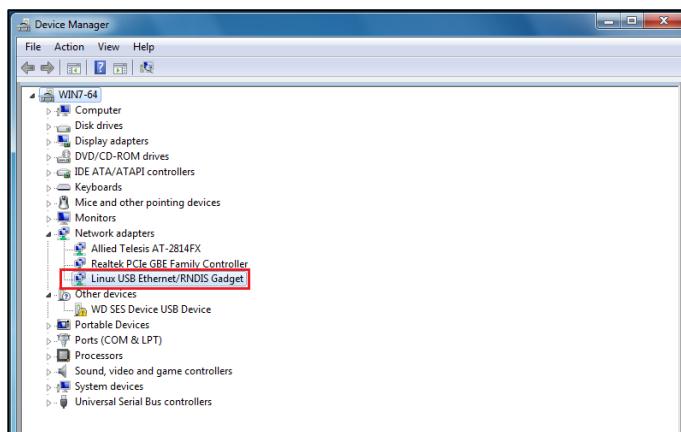 Device Manager
File Action View Help
WIN7-64
Computer
Disk drives
Display adapters
DVD/CD-ROM drives
IDE ATA/ATAPI controllers
Keyboards
Mice and other pointing devices
Monitors
Network adapters
Allied Telesis AT-2814FX
Realtek PCIe GBE Family Controller
Linux USB Ethernet/RNDIS Gadget
Other devices
WD SES Device USB Device
Portable Devices
Ports (COM & LPT)
Processors
Sound, video and game controllers
System devices
Universal Serial Bus controllers